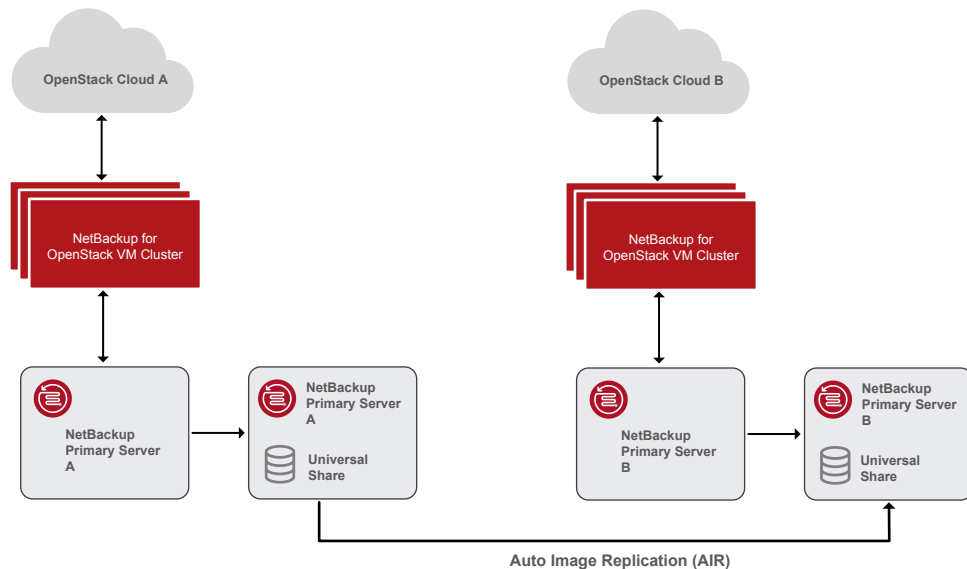 OpenStack Cloud A
OpenStack Cloud B
NetBackup for
OpenStack VM Cluster
NetBackup for
OpenStack VM Cluster
NetBackup
Primary Server
A
NetBackup
Primary Server
A
Universal
Share
NetBackup
Primary Server
B
NetBackup
Primary Server
B
Universal
Share
Auto Image Replication (AIR)